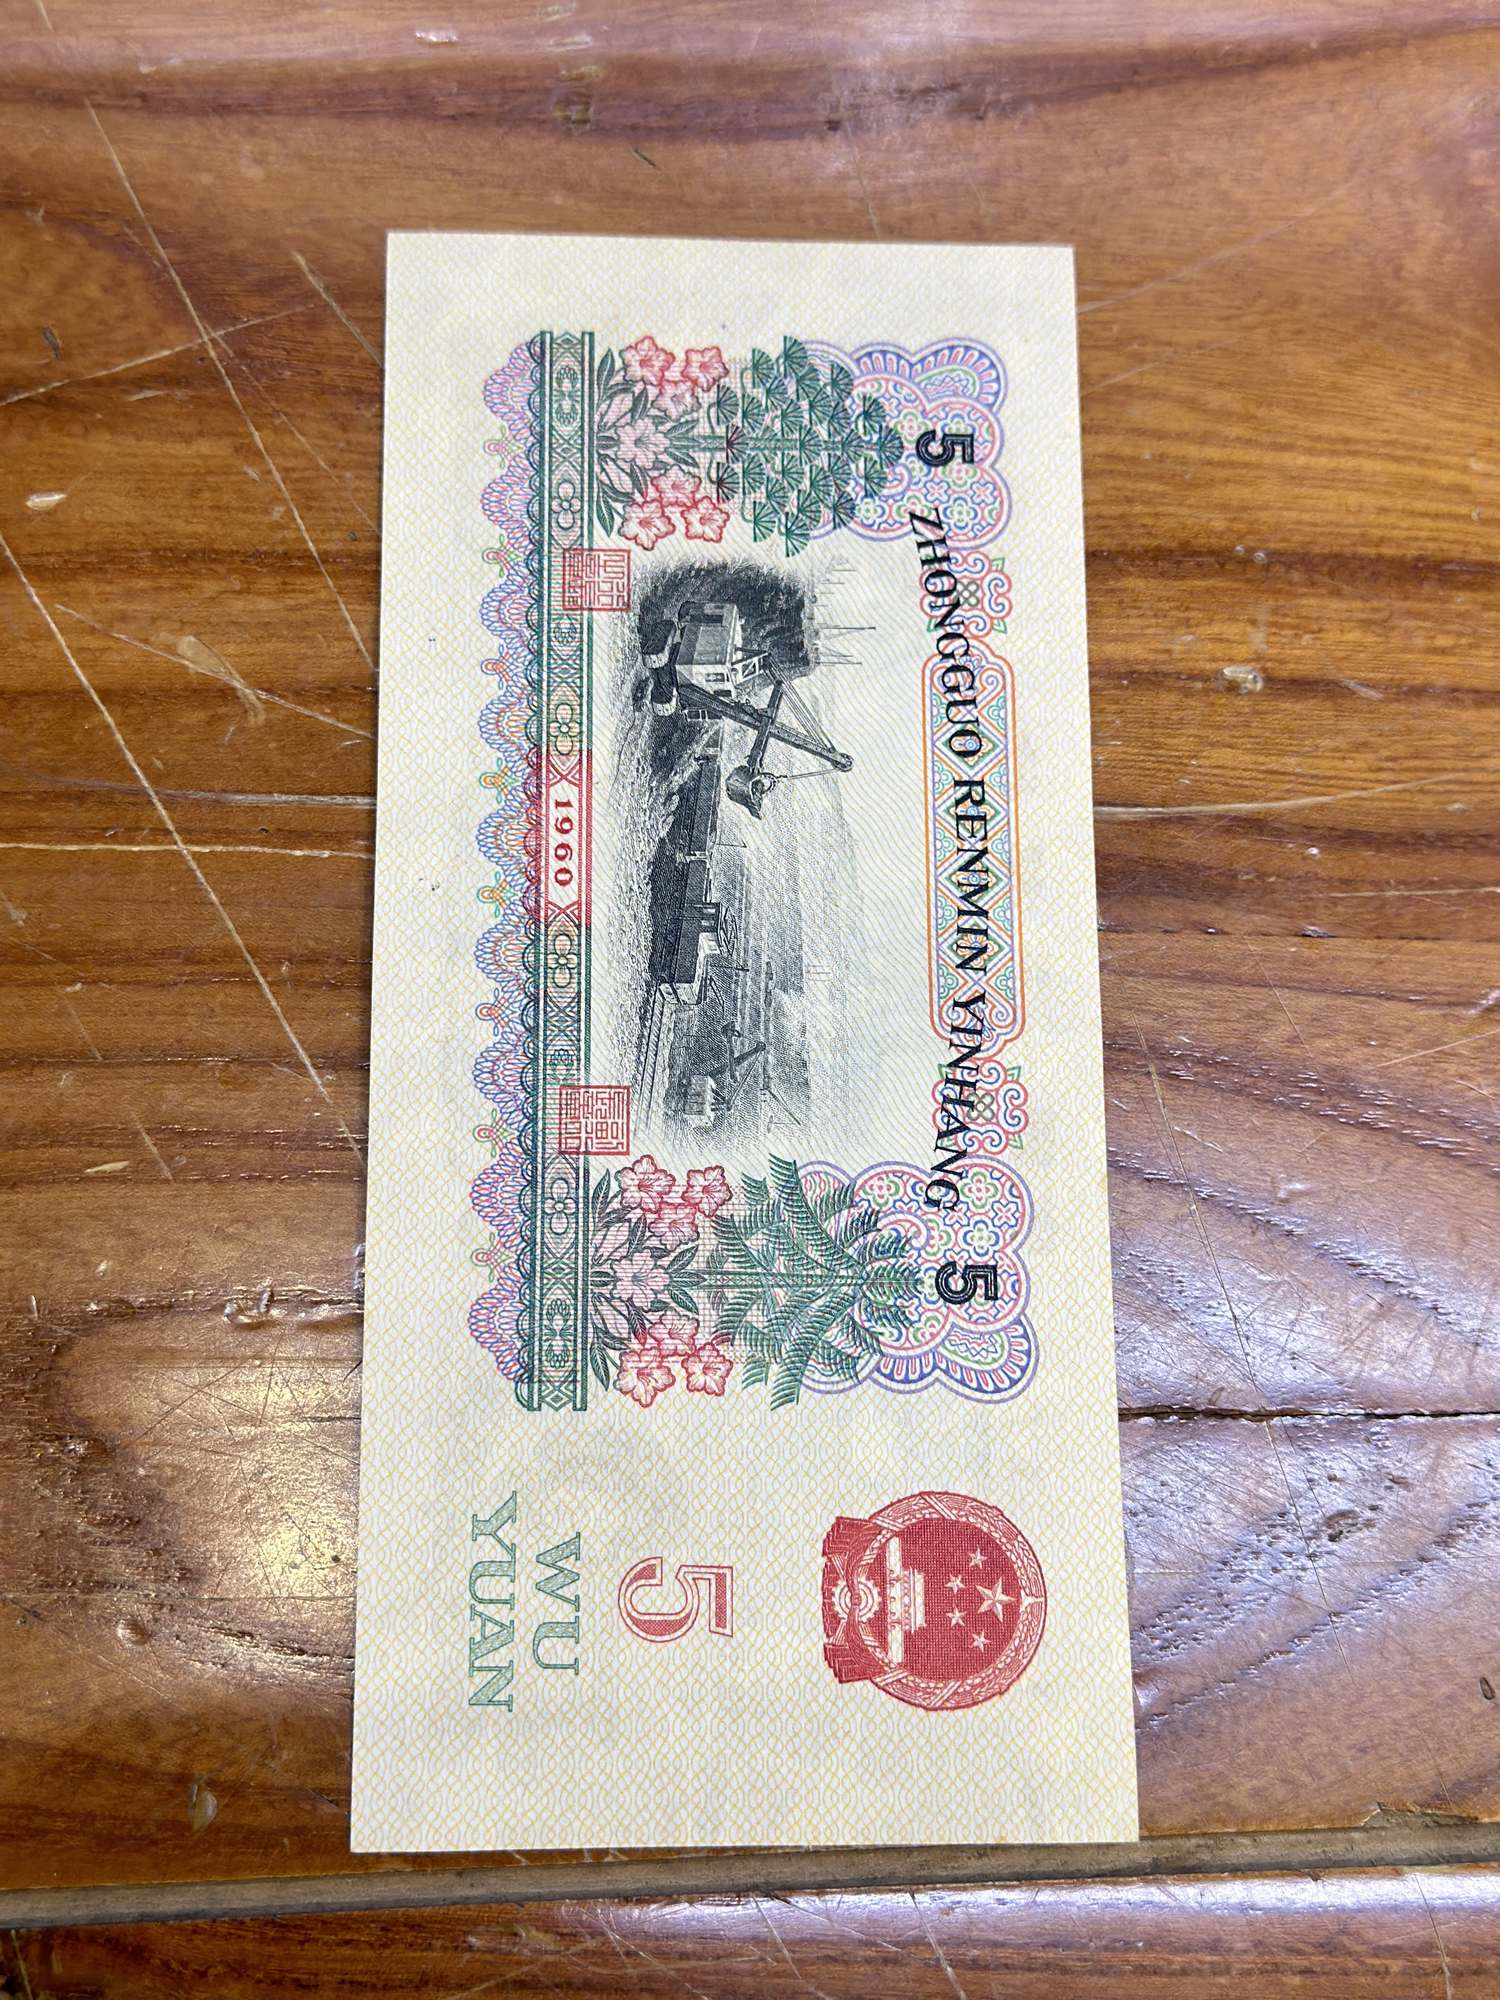 5 ZHONGGUO RENMIN YINHANG 5
1960
5
WU
YUAN